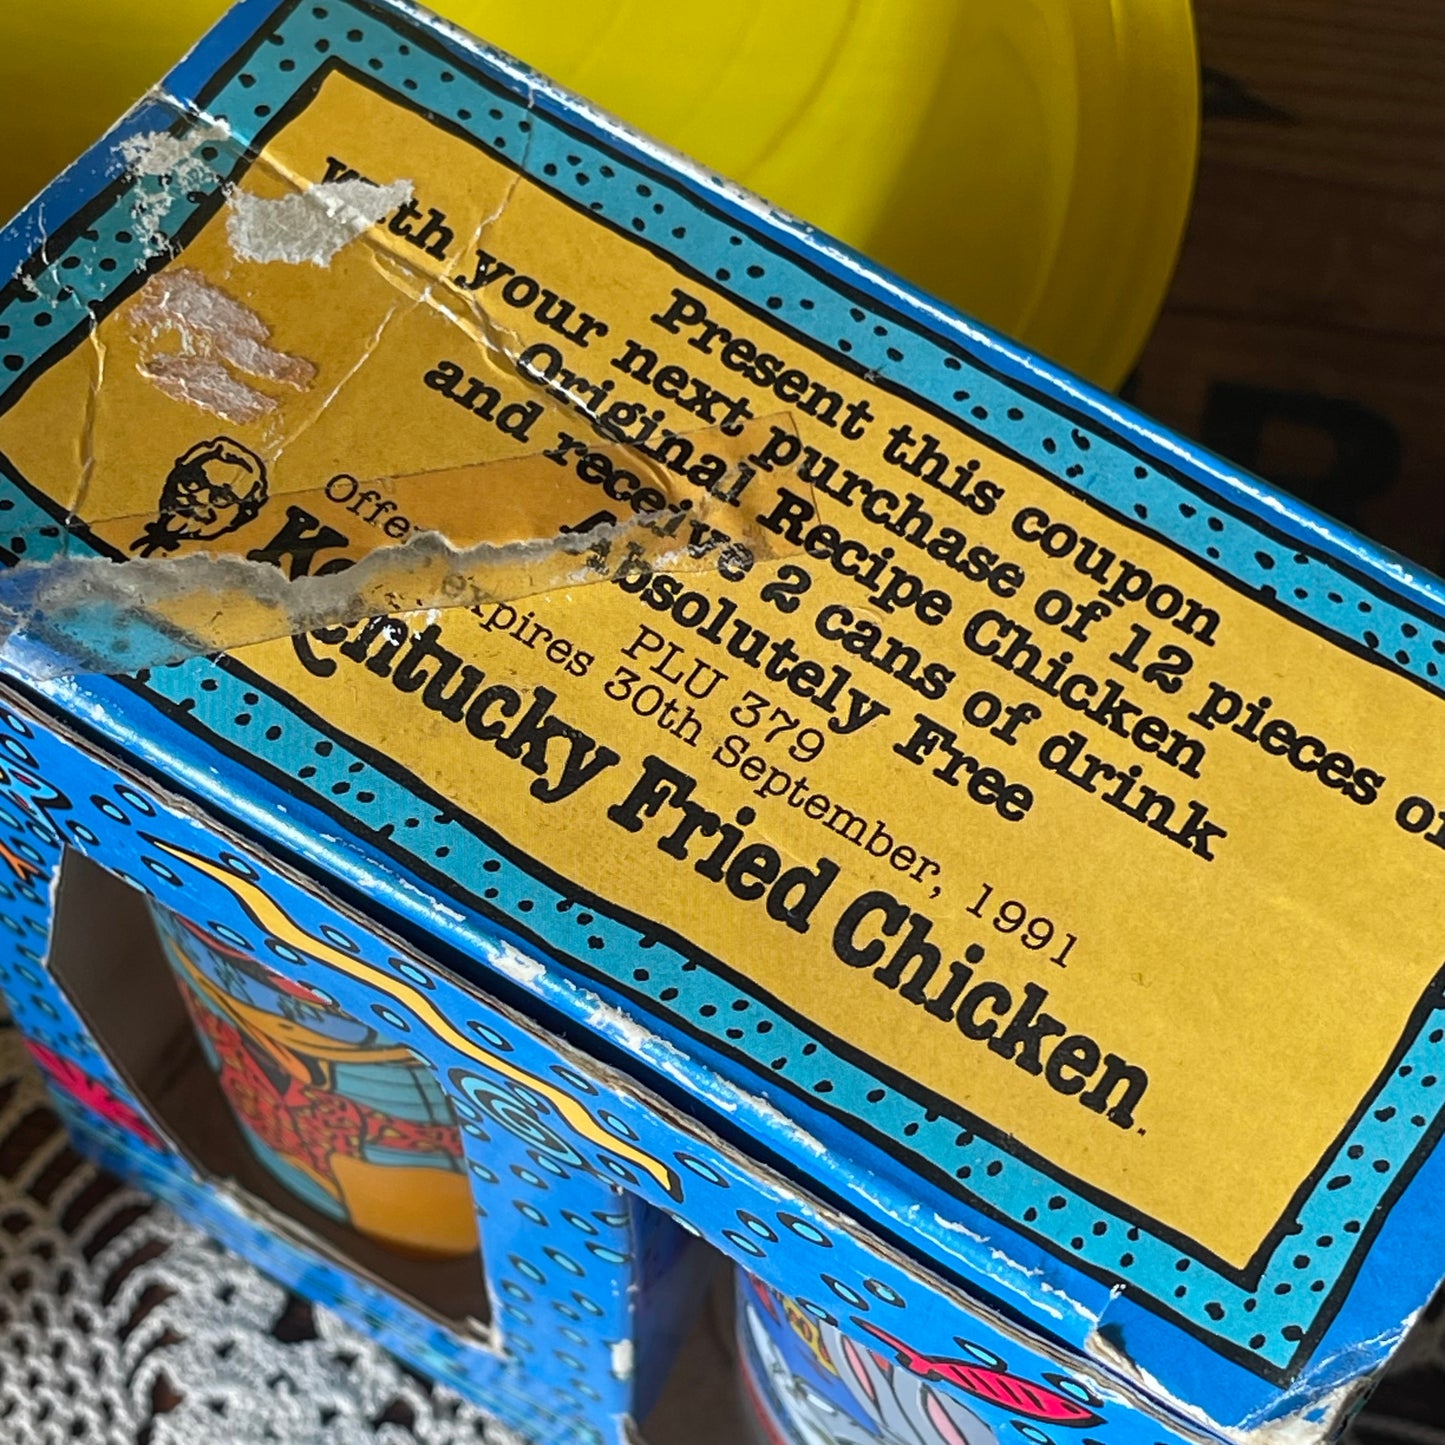 Present this coupon
With your next purchase of 12 pieces of
Original Recipe Chicken
and receive 2 cans of drink
Absolutely Free
PLU 379
Offer expires 30th September, 1991
Kentucky Fried Chicken